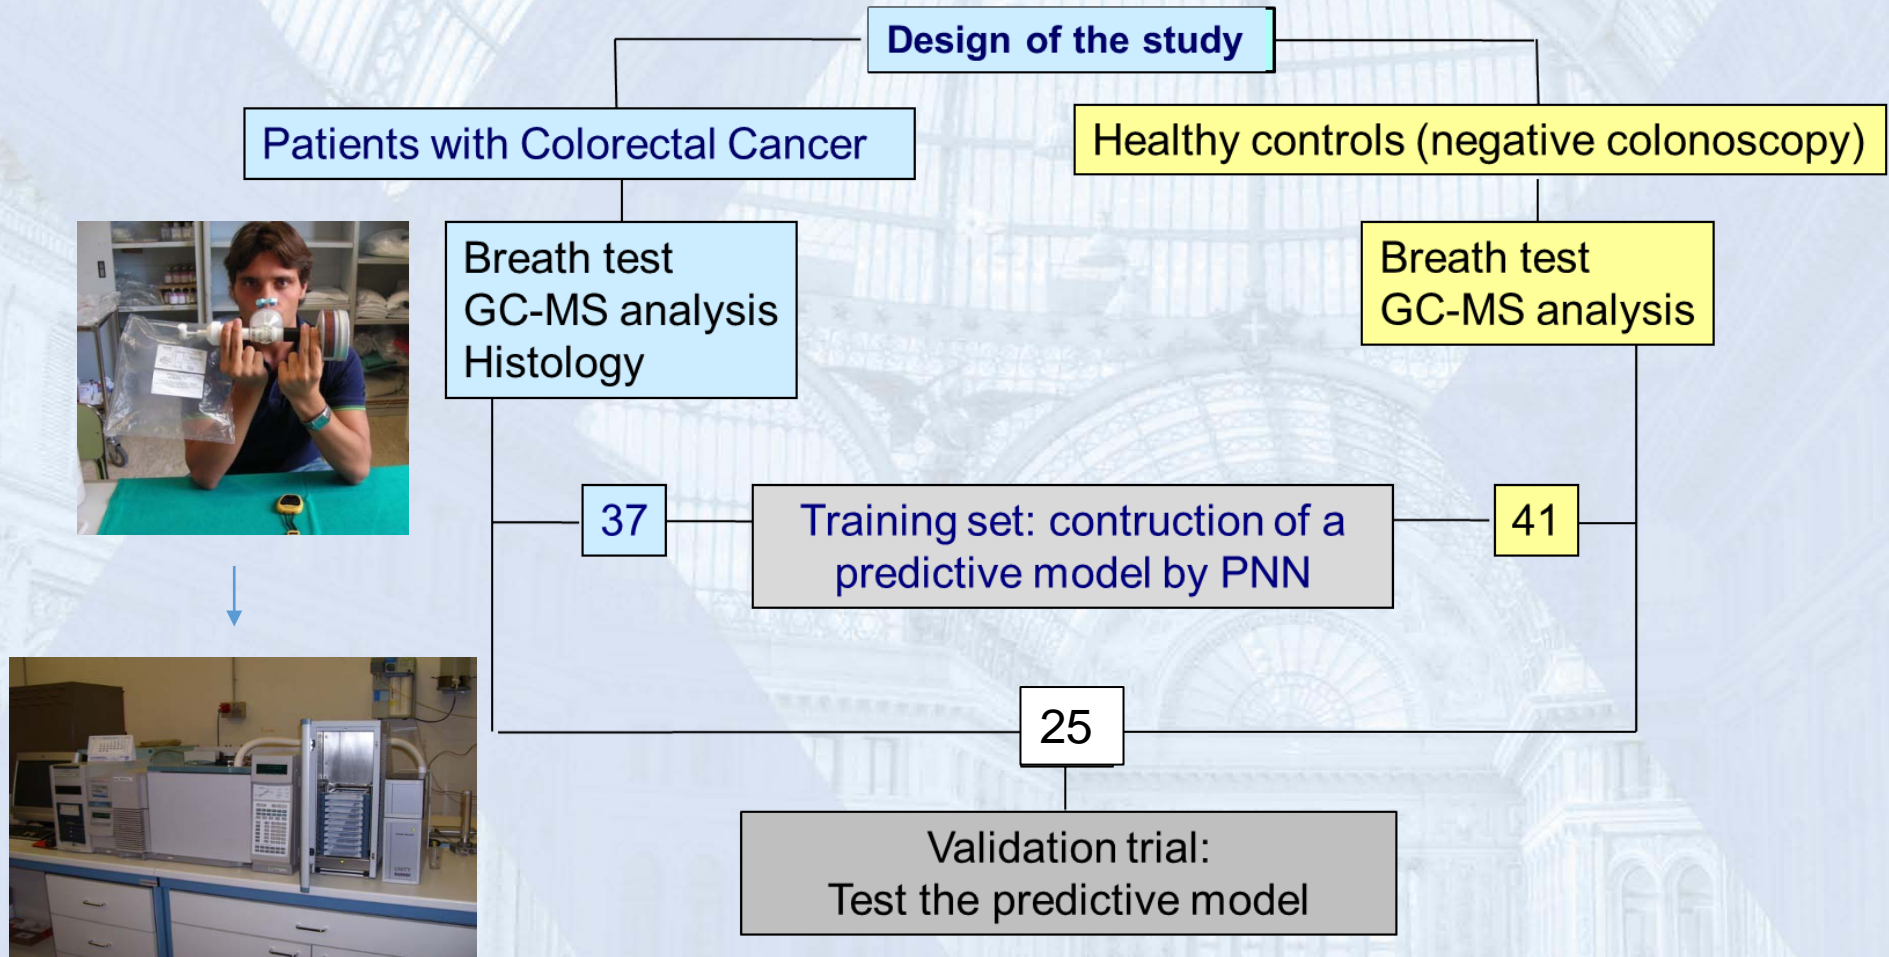 Design of the study
Patients with Colorectal Cancer
Healthy controls (negative colonoscopy)
Breath test
GC-MS analysis
Histology
Breath test
GC-MS analysis
37
Training set: contruction of a
predictive model by PNN
41
25
Validation trial:
Test the predictive model